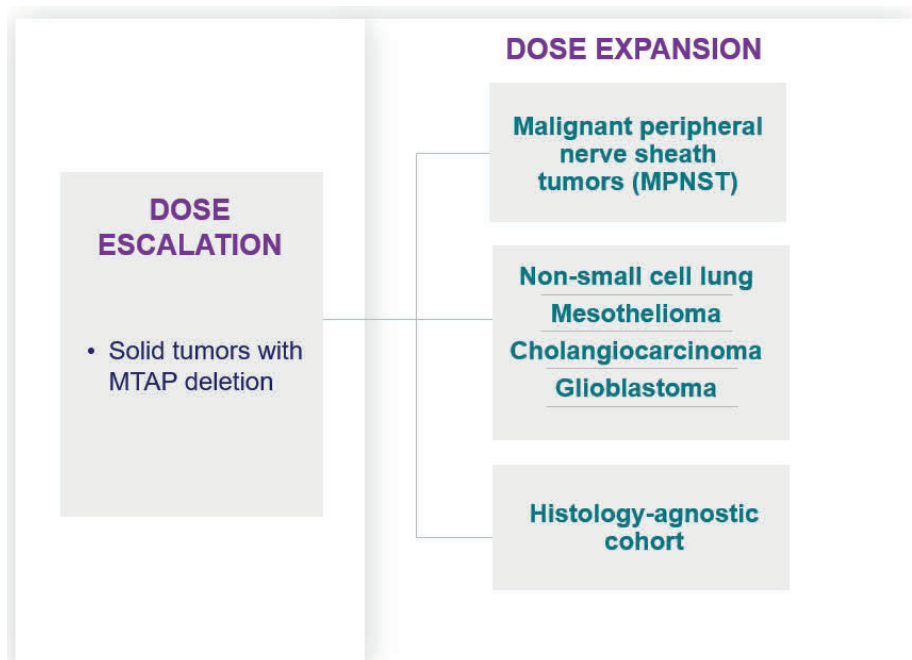 DOSE
ESCALATION
• Solid tumors with
MTAP deletion
DOSE EXPANSION
Malignant peripheral
nerve sheath
tumors (MPNST)
Non-small cell lung
Mesothelioma
Cholangiocarcinoma
Glioblastoma
Histology-agnostic
cohort